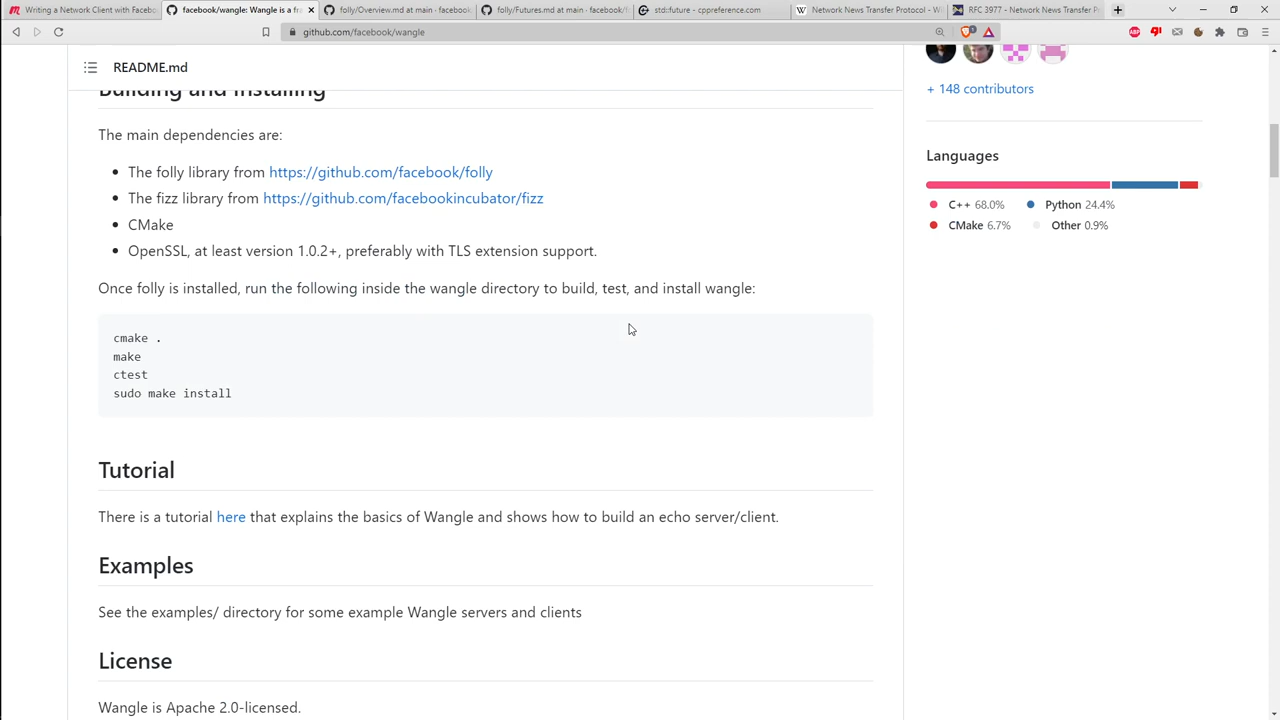 Writing a Network Client with Facebo
facebook/wangle: Wangle is a fra
folly/Overview.md at main · facebook
folly/Futures.md at main · facebook/f
std::future - cppreference.com
Network News Transfer Protocol - Wi
RFC 3977 - Network News Transfer Pr
github.com/facebook/wangle
README.md
Building and Installing
The main dependencies are:
The folly library from https://github.com/facebook/folly
The fizz library from https://github.com/facebookincubator/fizz
CMake
OpenSSL, at least version 1.0.2+, preferably with TLS extension support.
Once folly is installed, run the following inside the wangle directory to build, test, and install wangle:
cmake .
make
ctest
sudo make install
Tutorial
There is a tutorial here that explains the basics of Wangle and shows how to build an echo server/client.
Examples
See the examples/ directory for some example Wangle servers and clients
License
Wangle is Apache 2.0-licensed.
+ 148 contributors
Languages
C++ 68.0%
Python 24.4%
CMake 6.7%
Other 0.9%